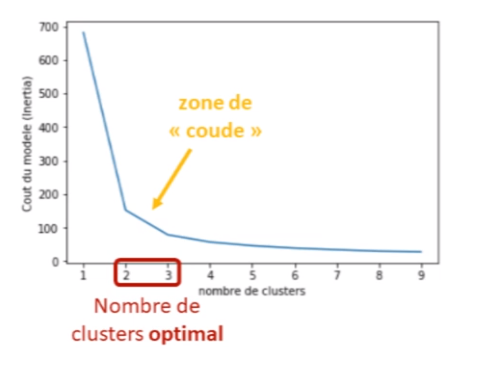 700
600
500
400
300
200
100
0
Cout du modele (Inertia)
zone de
« coude »
1 2 3 4 5 6 7 8 9
nombre de clusters
Nombre de
clusters optimal